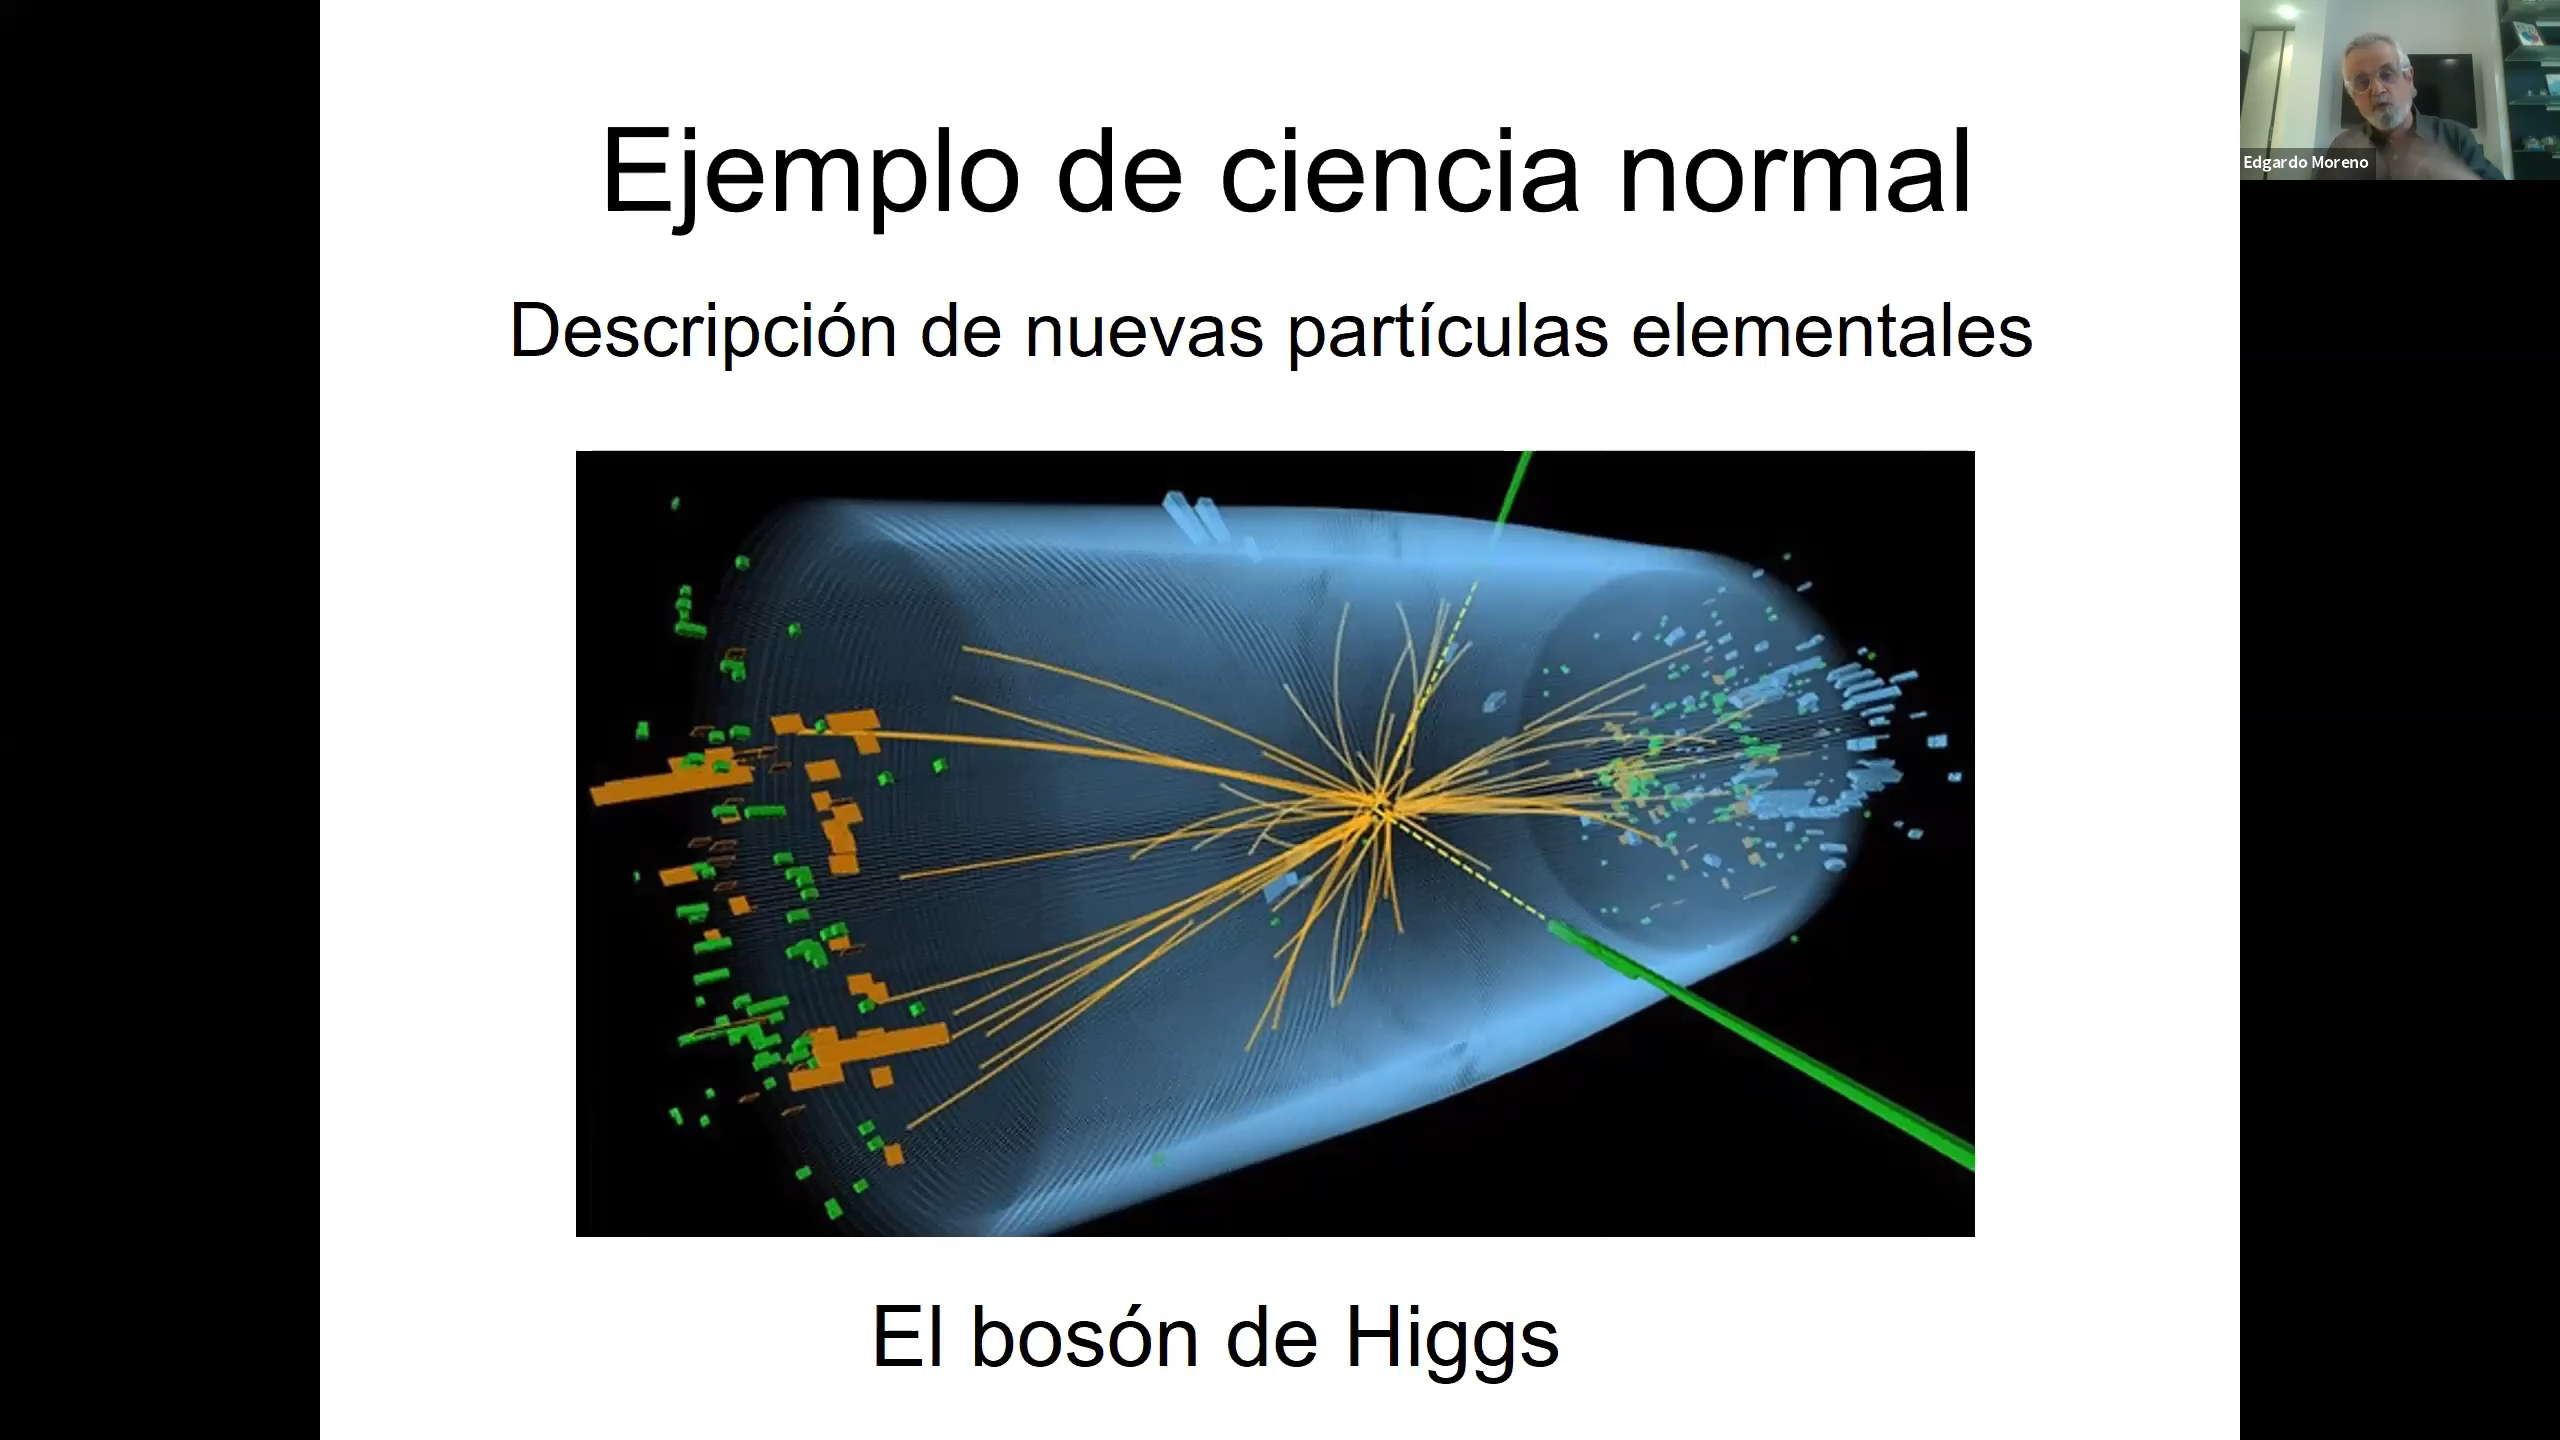 Ejemplo de ciencia normal
Descripción de nuevas partículas elementales
El bosón de Higgs
Edgardo Moreno